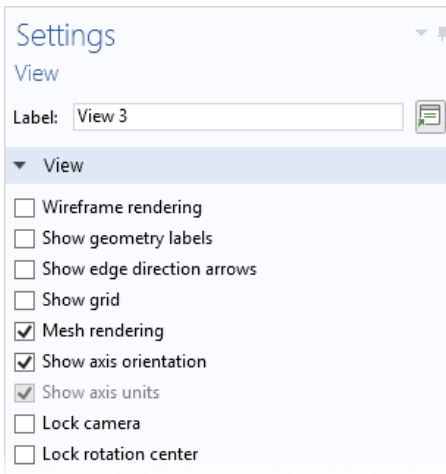 Settings
View
Label: View 3
View
Wireframe rendering
Show geometry labels
Show edge direction arrows
Show grid
Mesh rendering
Show axis orientation
Show axis units
Lock camera
Lock rotation center